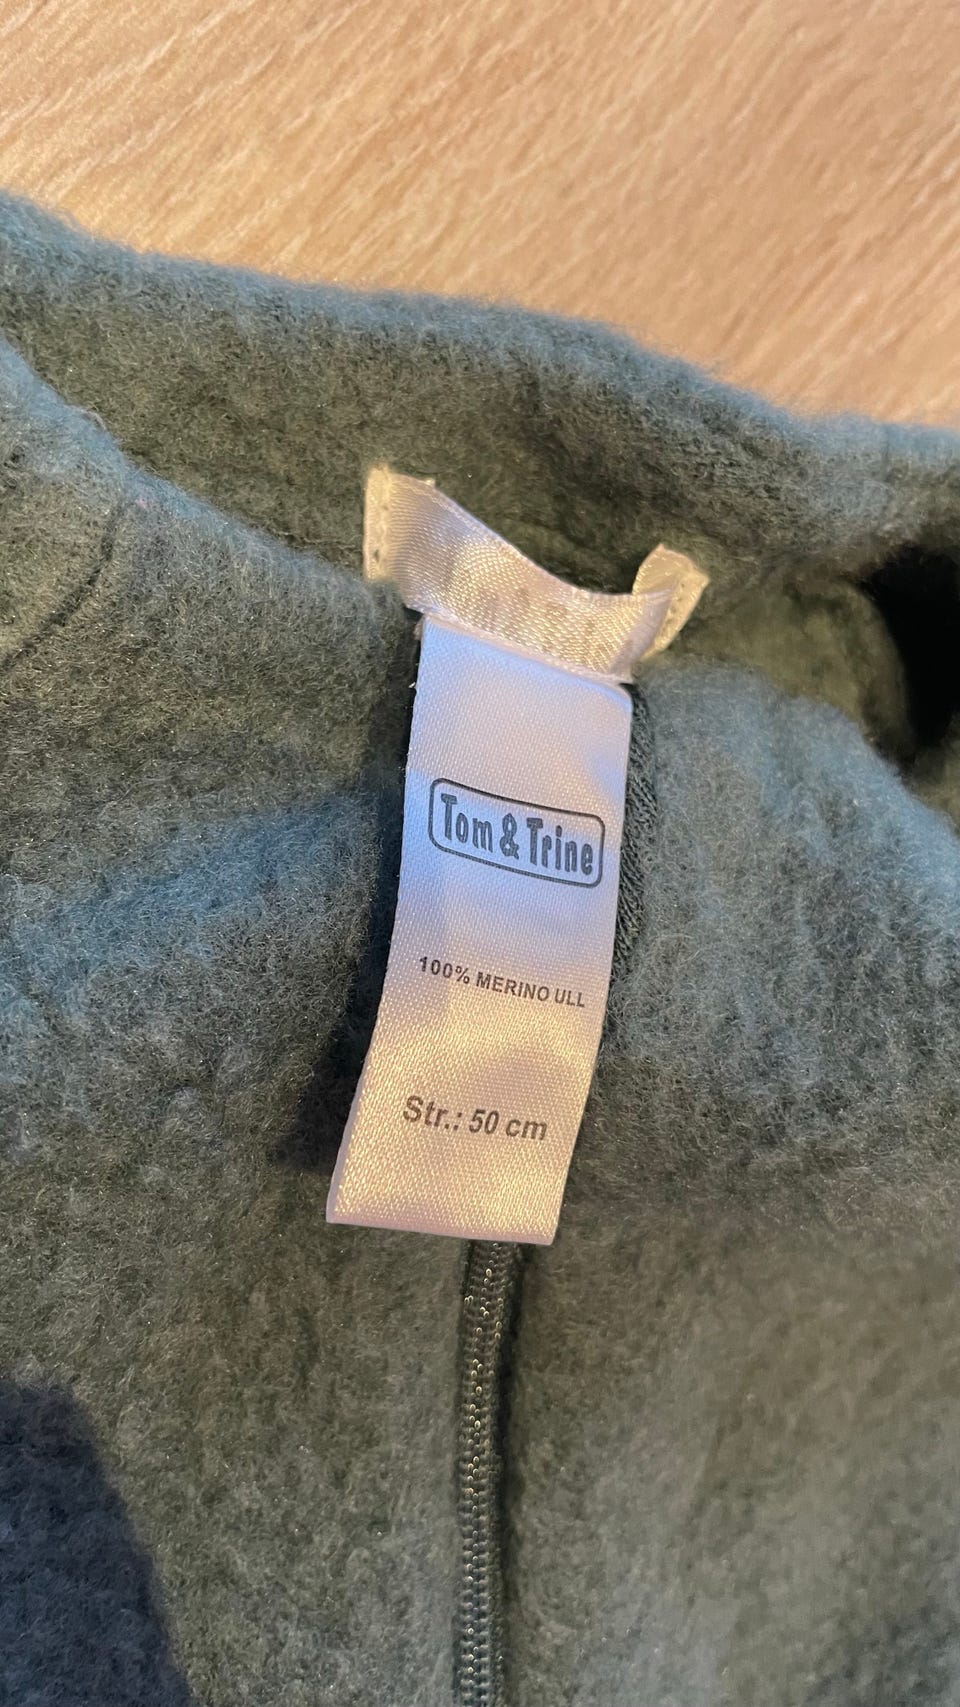 Tom & Trine
100% MERINO ULL
Str.: 50 cm